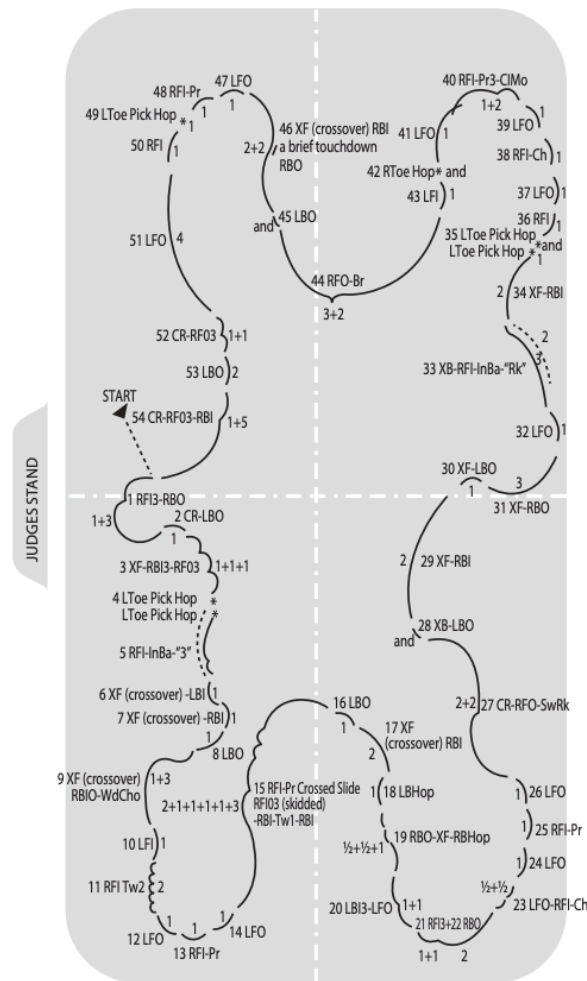 JUDGES STAND
START
1 RFI3-RBO
1+3
2 CR-LBO
1
3 XF-RBI3-RF03
1+1+1
4 LToe Pick Hop *
LToe Pick Hop *
5 RFI-InBa-“3”
6 XF (crossover) -LBI
1
7 XF (crossover) -RBI
1
8 LBO
1
9 XF (crossover)
RBIO-WdCho
1+3
10 LFI
1
11 RFI Tw2
2
12 LFO
1
13 RFI-Pr
1
14 LFO
1
15 RFI-Pr Crossed Slide
RFI03 (skidded)
-RBI-Tw1-RBI
2+1+1+1+1+3
16 LBO
1
17 XF
(crossover) RBI
2
18 LBHop
1
19 RBO-XF-RBHop
½+½+1
20 LBI3-LFO
1+1
21 RFI3+22 RBO
1+1
2
23 LFO-RFI-Ch
½+½
24 LFO
1
25 RFI-Pr
1
26 LFO
1
27 CR-RFO-SwRk
2+2
28 XB-LBO
and
29 XF-RBI
2
30 XF-LBO
1
31 XF-RBO
3
32 LFO
1
33 XB-RFI-InBa-“Rk”
2
3
34 XF-RBI
2
35 LToe Pick Hop
LToe Pick Hop
* and
* 1
36 RFI
1
37 LFO
1
38 RFI-Ch
1
39 LFO
1
40 RFI-Pr3-ClMo
1+2
41 LFO
1
42 RToe Hop * and
43 LFI
1
44 RFO-Br
3+2
45 LBO
and
46 XF (crossover) RBI
a brief touchdown
RBO
2+2
47 LFO
1
48 RFI-Pr
1
49 LToe Pick Hop
* 1
50 RFI
1
51 LFO
4
52 CR-RF03
1+1
53 LBO
2
54 CR-RF03-RBI
1+5